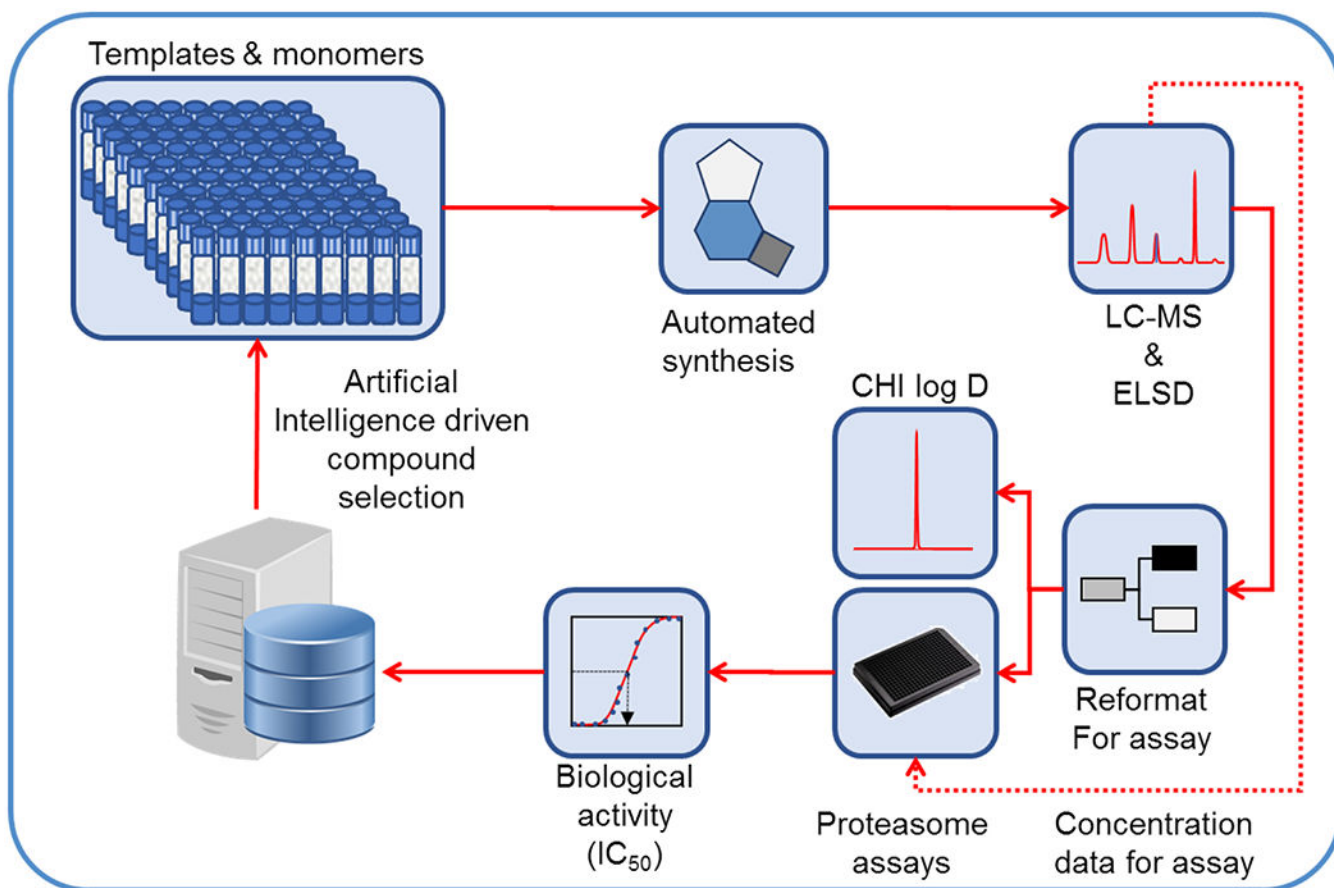 Templates & monomers
Automated
synthesis
LC-MS
&
ELSD
Artificial
Intelligence driven
compound
selection
CHI log D
Reformat
For assay
Biological
activity
(IC₅₀)
Proteasome
assays
Concentration
data for assay